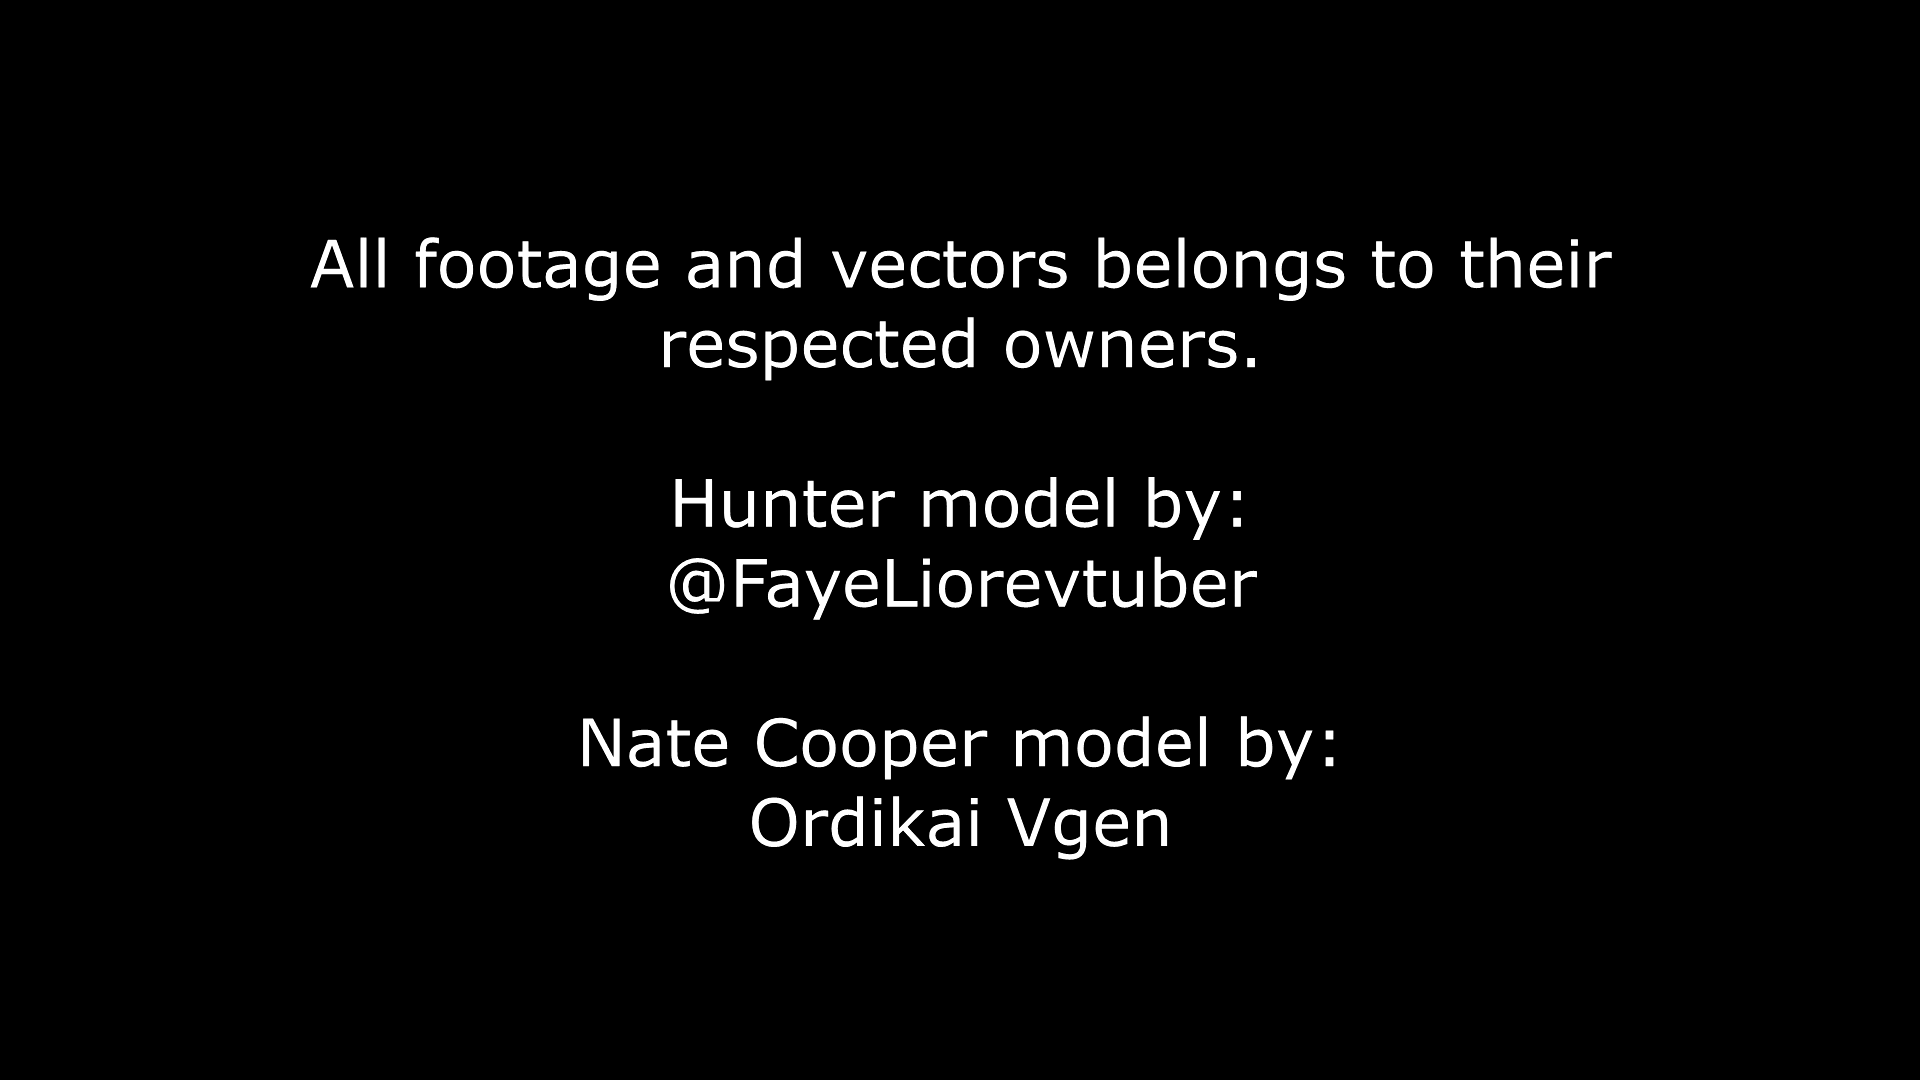 All footage and vectors belongs to their
respected owners.
Hunter model by:
@FayeLiorevtuber
Nate Cooper model by:
Ordikai Vgen